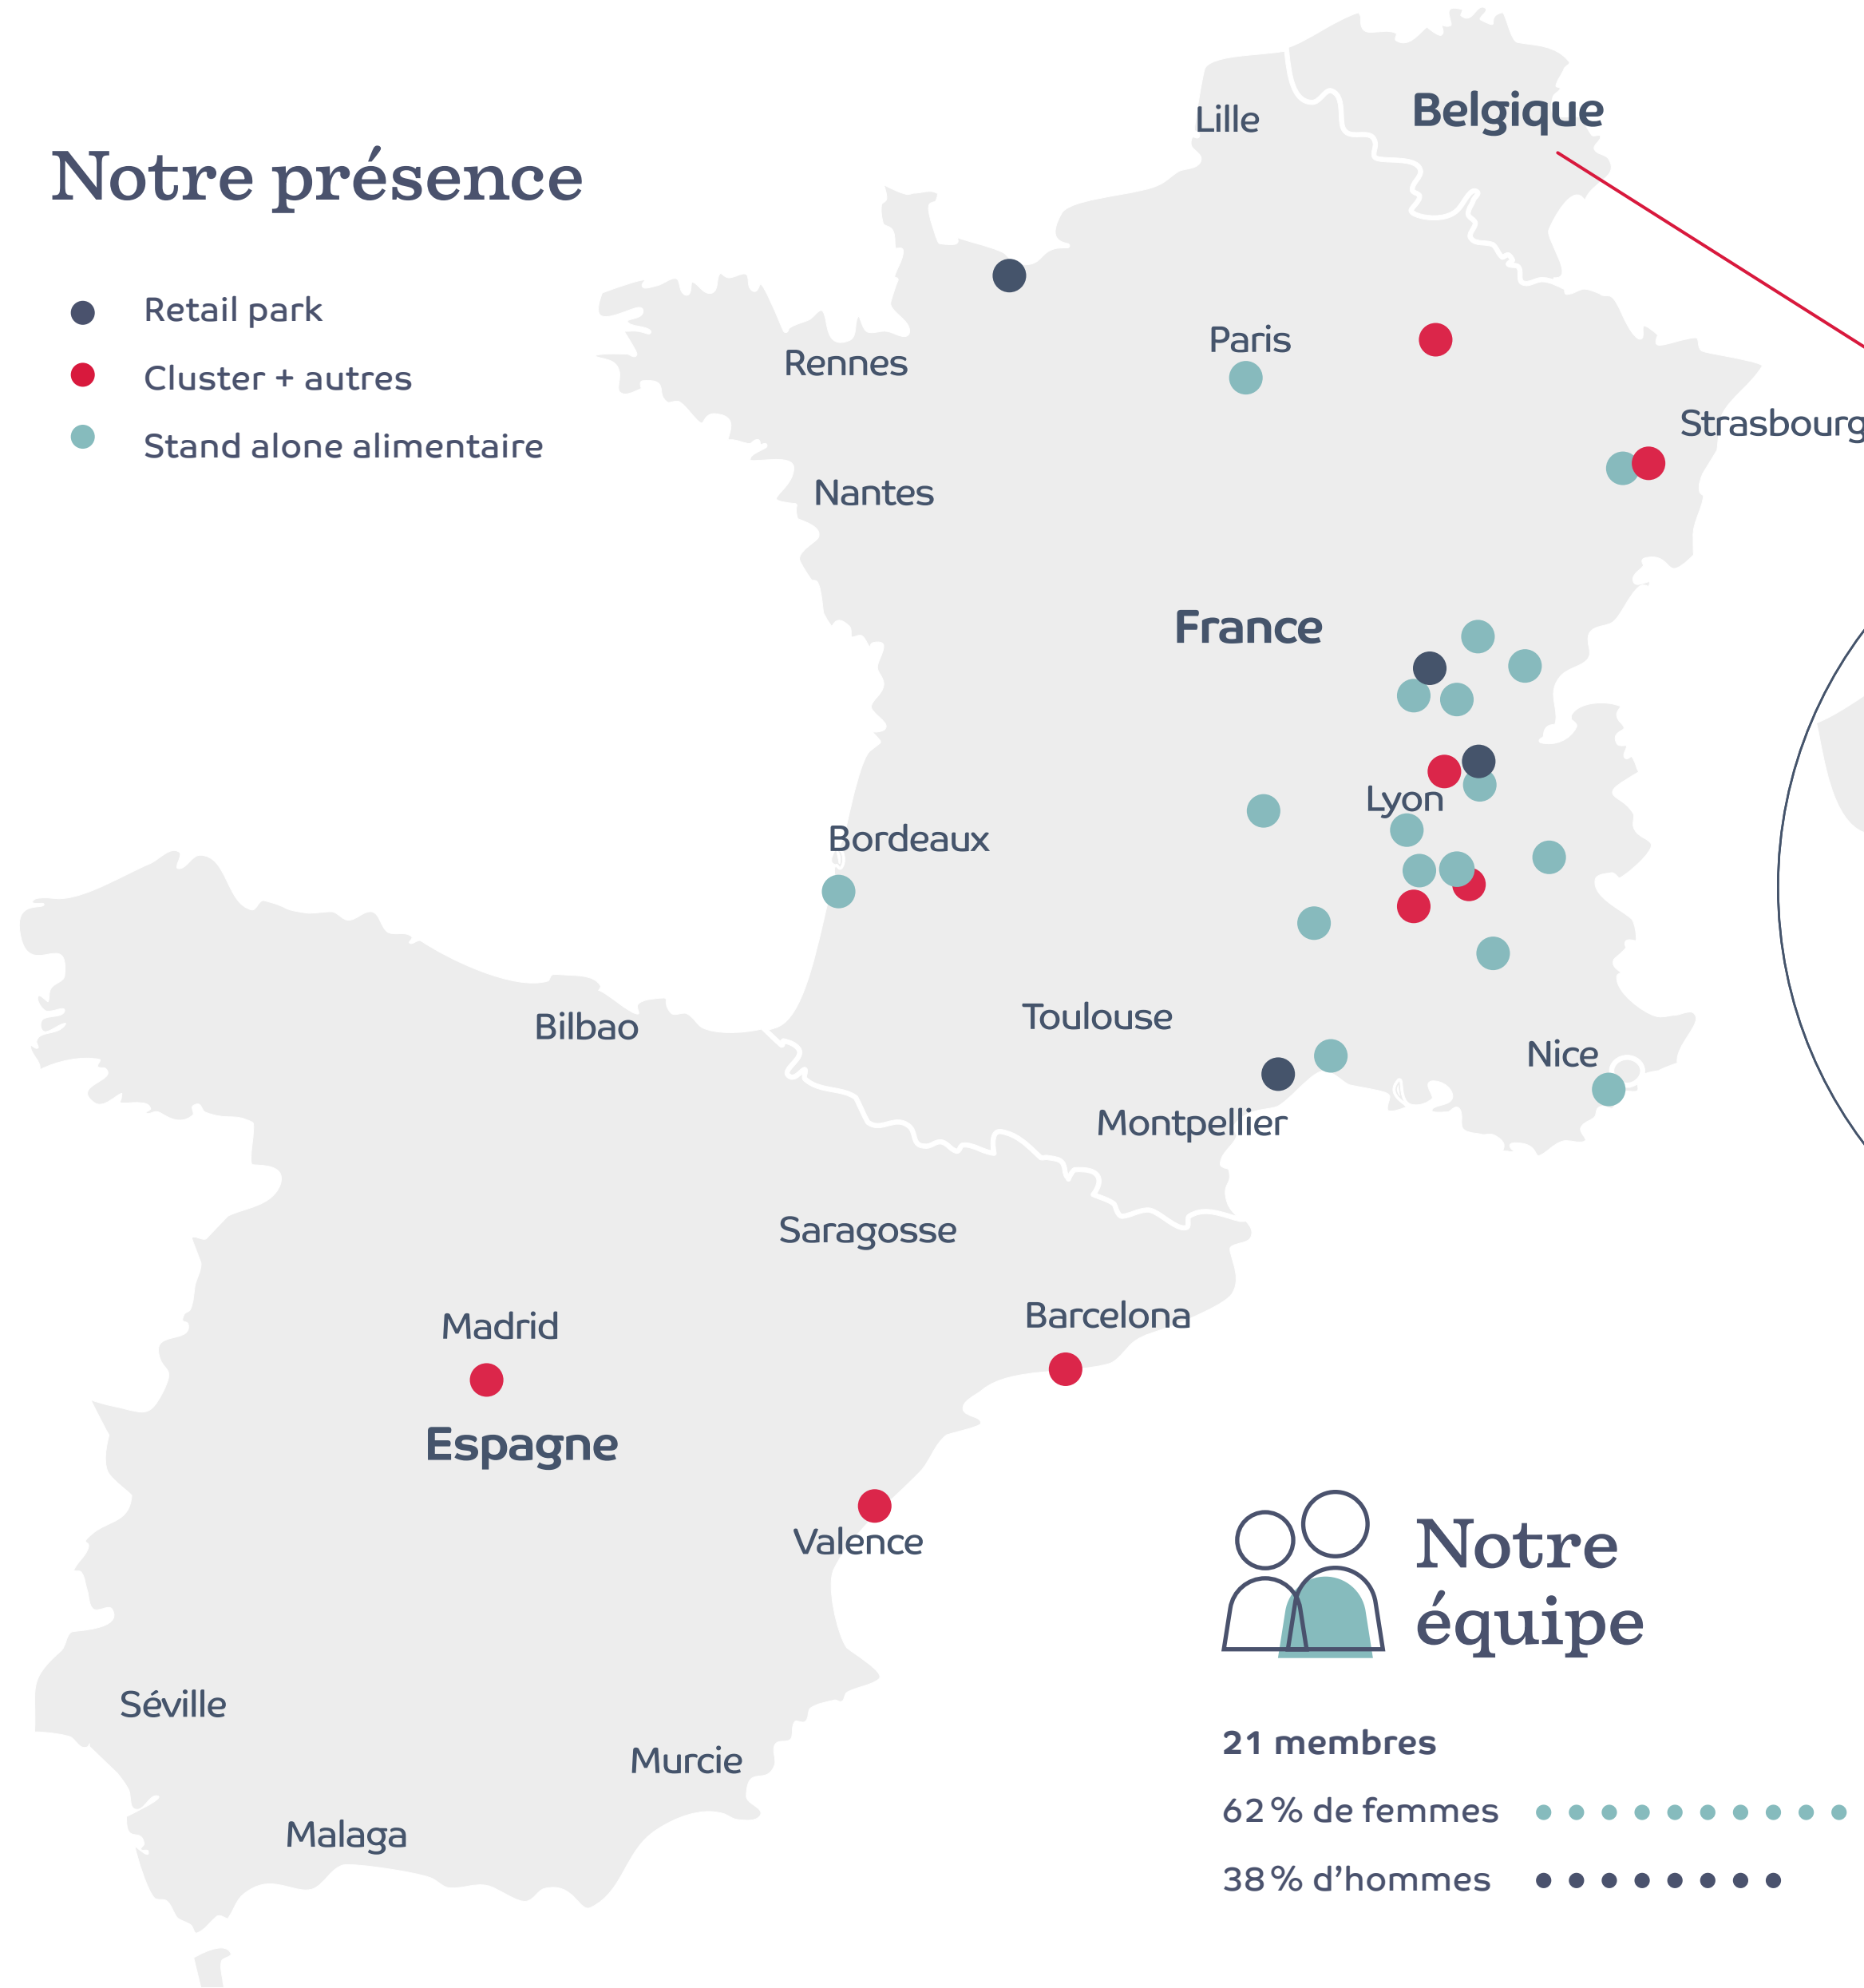 Notre présence
Retail park
Cluster + autres
Stand alone alimentaire
Lille
Belgique
Paris
Rennes
Strasbourg
Nantes
France
Lyon
Bordeaux
Toulouse
Bilbao
Nice
Montpellier
Saragosse
Barcelona
Madrid
Espagne
Valence
Séville
Murcie
Malaga
Notre
équipe
21 membres
62 % de femmes
38 % d’hommes